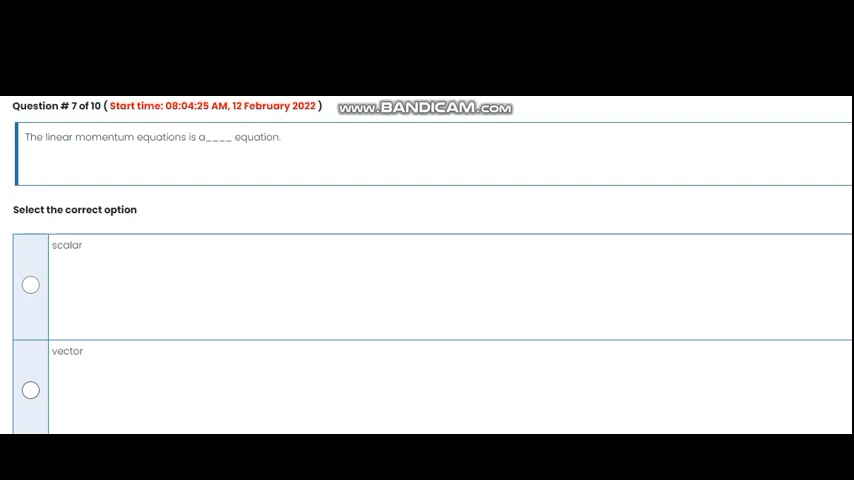 Question # 7 of 10 ( Start time: 08:04:25 AM, 12 February 2022 ) www.BANDICAM.com
The linear momentum equations is a____ equation.
Select the correct option
scalar
vector